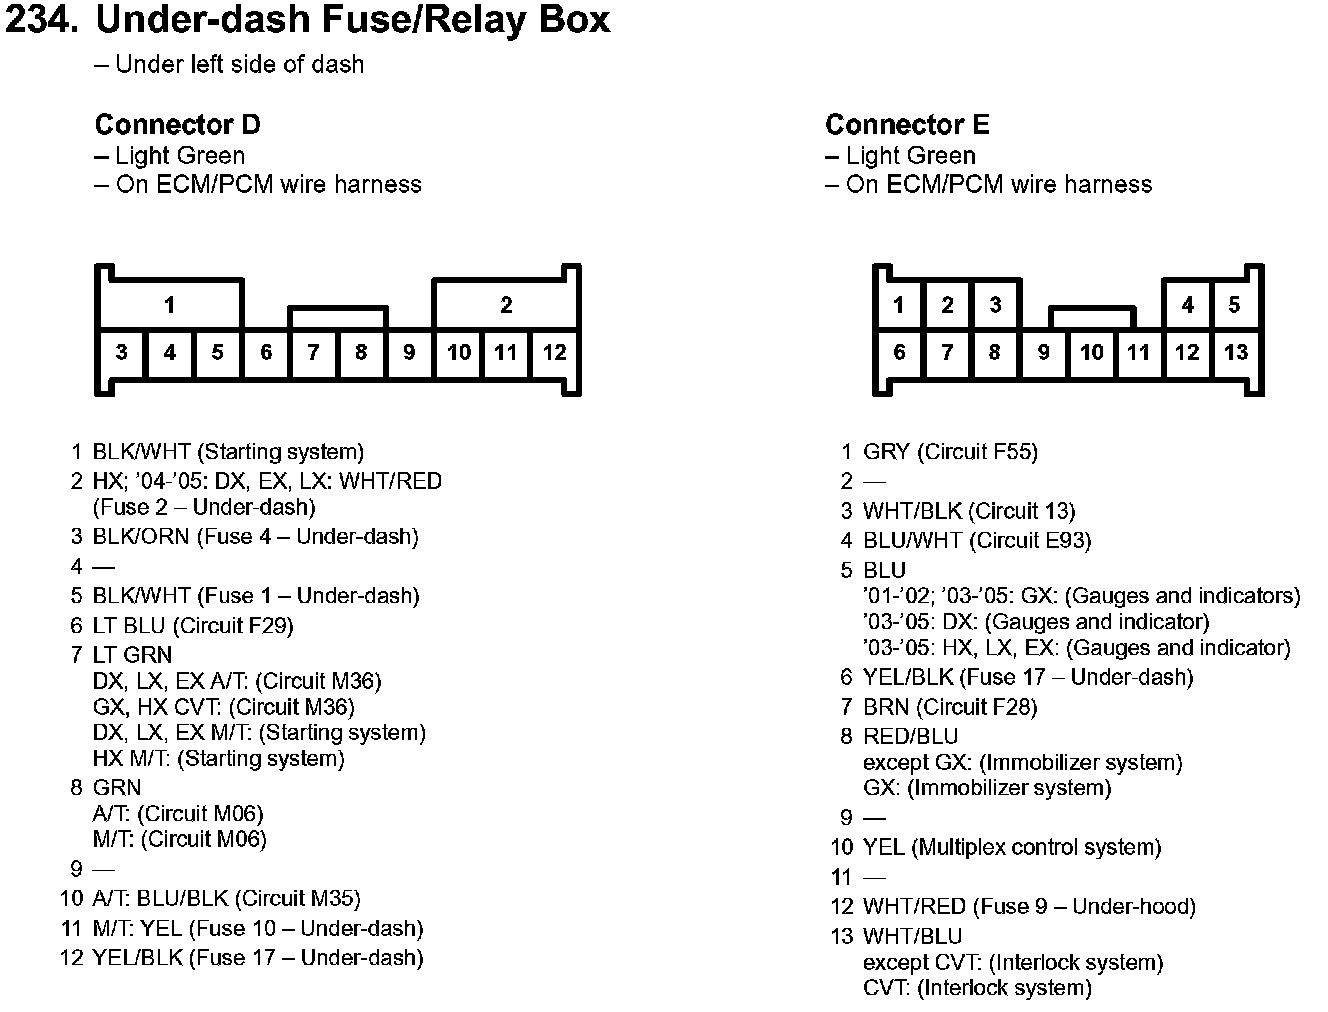 234. Under-dash Fuse/Relay Box
– Under left side of dash
Connector D
– Light Green
– On ECM/PCM wire harness
1 2
3 4 5 6 7 8 9 10 11 12
1 BLK/WHT (Starting system)
2 HX; ’04-’05: DX, EX, LX: WHT/RED
(Fuse 2 – Under-dash)
3 BLK/ORN (Fuse 4 – Under-dash)
4 —
5 BLK/WHT (Fuse 1 – Under-dash)
6 LT BLU (Circuit F29)
7 LT GRN
DX, LX, EX A/T: (Circuit M36)
GX, HX CVT: (Circuit M36)
DX, LX, EX M/T: (Starting system)
HX M/T: (Starting system)
8 GRN
A/T: (Circuit M06)
M/T: (Circuit M06)
9 —
10 A/T: BLU/BLK (Circuit M35)
11 M/T: YEL (Fuse 10 – Under-dash)
12 YEL/BLK (Fuse 17 – Under-dash)
Connector E
– Light Green
– On ECM/PCM wire harness
1 2 3 4 5
6 7 8 9 10 11 12 13
1 GRY (Circuit F55)
2 —
3 WHT/BLK (Circuit 13)
4 BLU/WHT (Circuit E93)
5 BLU
’01-’02; ’03-’05: GX: (Gauges and indicators)
’03-’05: DX: (Gauges and indicator)
’03-’05: HX, LX, EX: (Gauges and indicator)
6 YEL/BLK (Fuse 17 – Under-dash)
7 BRN (Circuit F28)
8 RED/BLU
except GX: (Immobilizer system)
GX: (Immobilizer system)
9 —
10 YEL (Multiplex control system)
11 —
12 WHT/RED (Fuse 9 – Under-hood)
13 WHT/BLU
except CVT: (Interlock system)
CVT: (Interlock system)